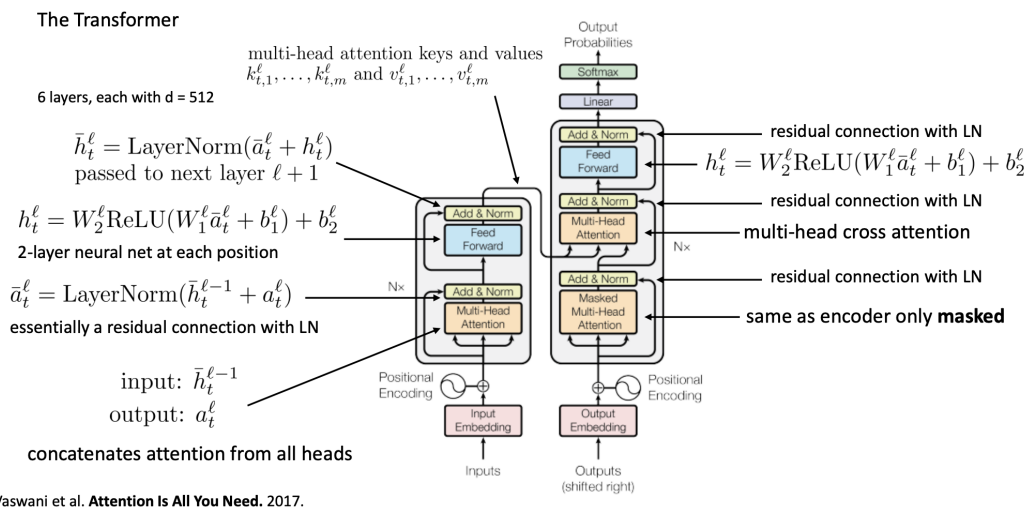 The Transformer
6 layers, each with d = 512
multi-head attention keys and values
k^ℓ_{t,1}, . . . , k^ℓ_{t,m} and v^ℓ_{t,1}, . . . , v^ℓ_{t,m}
h̄^ℓ_t = LayerNorm(ā^ℓ_t + h^ℓ_t)
passed to next layer ℓ + 1
h^ℓ_t = W^ℓ_2 ReLU(W^ℓ_1 ā^ℓ_t + b^ℓ_1) + b^ℓ_2
2-layer neural net at each position
ā^ℓ_t = LayerNorm(h̄^{ℓ−1}_t + a^ℓ_t)
essentially a residual connection with LN
input: h̄^{ℓ−1}_t
output: a^ℓ_t
concatenates attention from all heads
Vaswani et al. Attention Is All You Need. 2017.
Add & Norm
Feed
Forward
N×
Add & Norm
Multi-Head
Attention
Positional
Encoding
Input
Embedding
Inputs
Output
Probabilities
Softmax
Linear
Add & Norm
Feed
Forward
Add & Norm
Multi-Head
Attention
N×
Add & Norm
Masked
Multi-Head
Attention
Positional
Encoding
Output
Embedding
Outputs
(shifted right)
residual connection with LN
h^ℓ_t = W^ℓ_2 ReLU(W^ℓ_1 ā^ℓ_t + b^ℓ_1) + b^ℓ_2
residual connection with LN
multi-head cross attention
residual connection with LN
same as encoder only masked